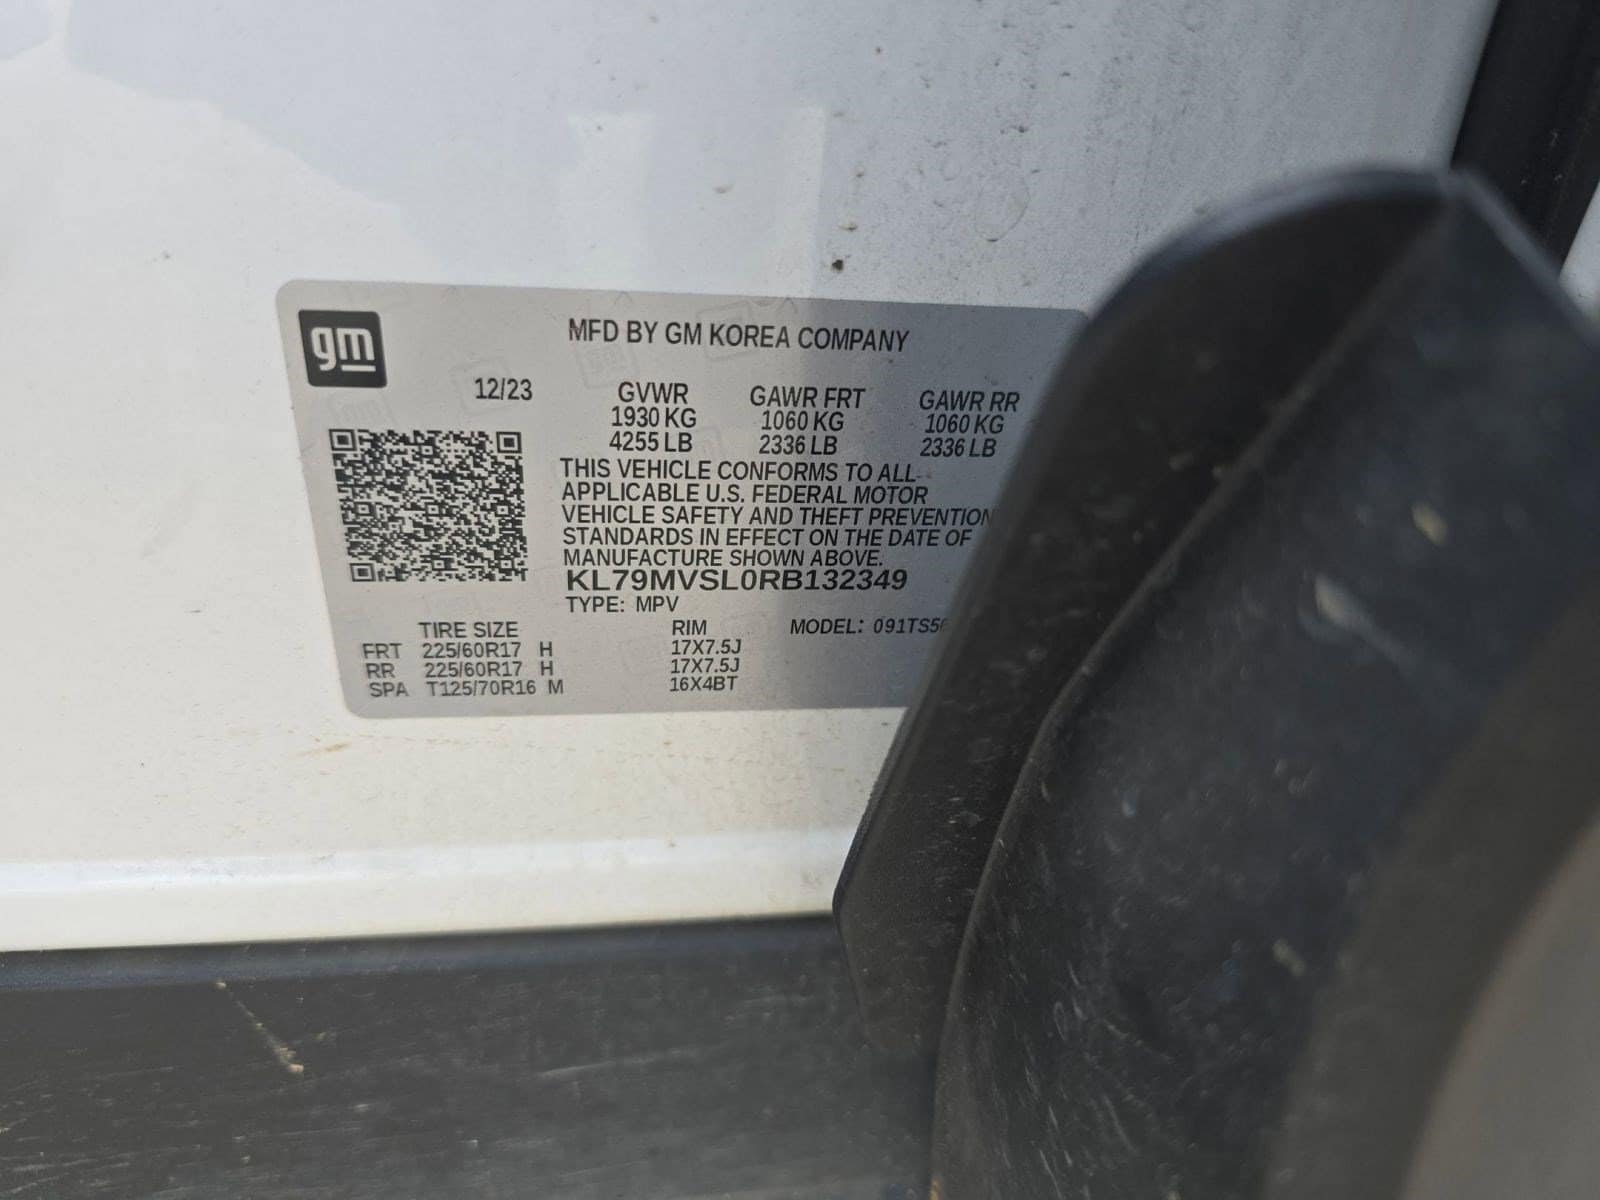 gm
MFD BY GM KOREA COMPANY
12/23 GVWR GAWR FRT GAWR RR
1930 KG 1060 KG 1060 KG
4255 LB 2336 LB 2336 LB
THIS VEHICLE CONFORMS TO ALL
APPLICABLE U.S. FEDERAL MOTOR
VEHICLE SAFETY AND THEFT PREVENTION
STANDARDS IN EFFECT ON THE DATE OF
MANUFACTURE SHOWN ABOVE.
KL79MVSL0RB132349
TYPE: MPV
TIRE SIZE RIM MODEL:
FRT 225/60R17 H 17X7.5J
RR 225/60R17 H 17X7.5J
SPA T125/70R16 M 16X4BT